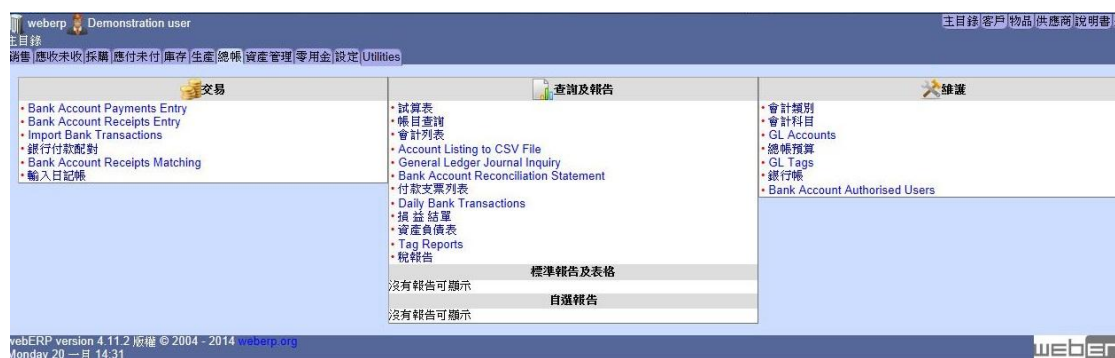 weberp Demonstration user
主目錄 客戶 物品 供應商 說明書
主目錄
銷售 應收未收 採購 應付未付 庫存 生產 總帳 資產管理 零用金 設定 Utilities
交易
Bank Account Payments Entry
Bank Account Receipts Entry
Import Bank Transactions
銀行付款配對
Bank Account Receipts Matching
輸入日記帳
查詢及報告
試算表
帳目查詢
會計列表
Account Listing to CSV File
General Ledger Journal Inquiry
Bank Account Reconciliation Statement
付款支票列表
Daily Bank Transactions
損益結單
資產負債表
Tag Reports
稅報告
標準報告及表格
沒有報告可顯示
自選報告
沒有報告可顯示
維護
會計類別
會計科目
GL Accounts
總帳預算
GL Tags
銀行帳
Bank Account Authorised Users
webERP version 4.11.2 版權 © 2004 - 2014 weberp.org
Monday 20 一月 14:31